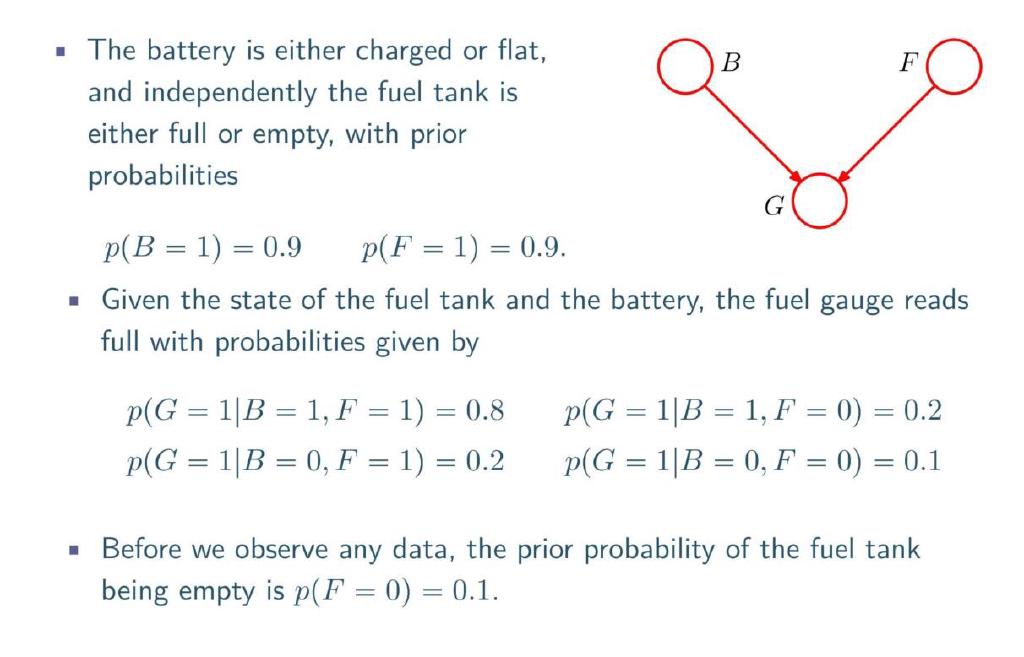 ▪ The battery is either charged or flat,
and independently the fuel tank is
either full or empty, with prior
probabilities
B
F
G
p(B = 1) = 0.9 p(F = 1) = 0.9.
▪ Given the state of the fuel tank and the battery, the fuel gauge reads
full with probabilities given by
p(G = 1|B = 1, F = 1) = 0.8 p(G = 1|B = 1, F = 0) = 0.2
p(G = 1|B = 0, F = 1) = 0.2 p(G = 1|B = 0, F = 0) = 0.1
▪ Before we observe any data, the prior probability of the fuel tank
being empty is p(F = 0) = 0.1.